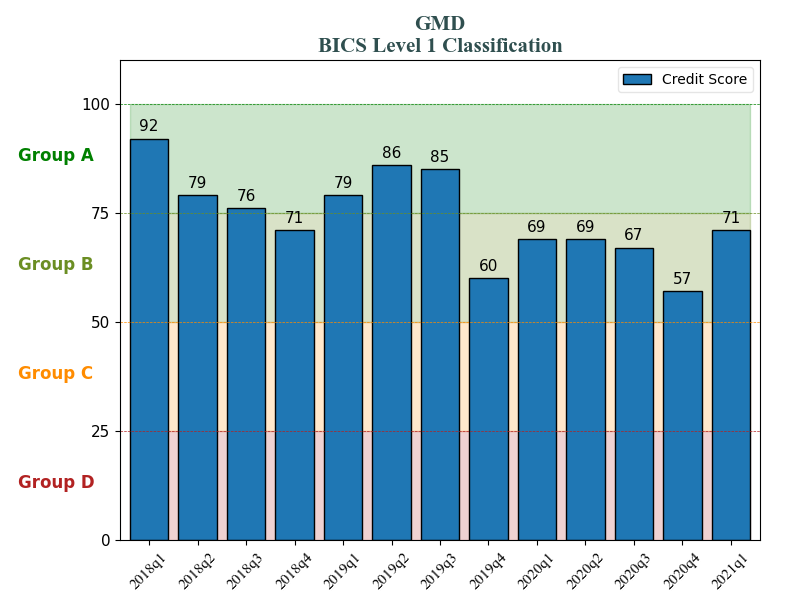 GMD
BICS Level 1 Classification
Credit Score
100
75
50
25
0
Group A
Group B
Group C
Group D
92
79
76
71
79
86
85
60
69
69
67
57
71
2018q1
2018q2
2018q3
2018q4
2019q1
2019q2
2019q3
2019q4
2020q1
2020q2
2020q3
2020q4
2021q1